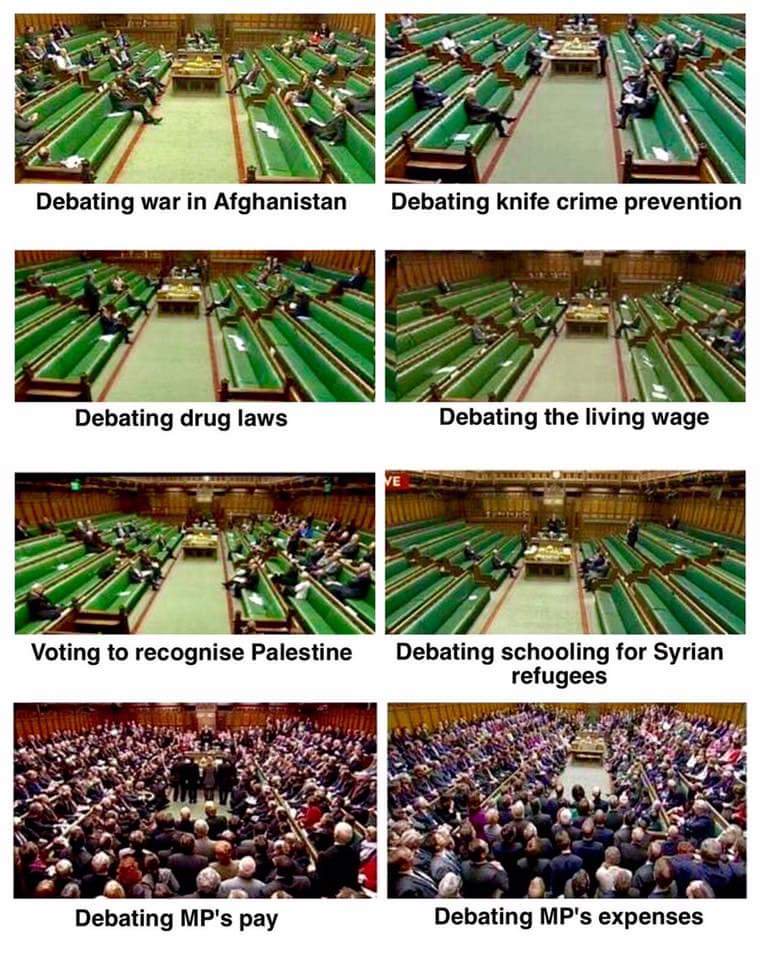 Debating war in Afghanistan
Debating knife crime prevention
Debating drug laws
Debating the living wage
VE
Voting to recognise Palestine
Debating schooling for Syrian
refugees
Debating MP's pay
Debating MP's expenses